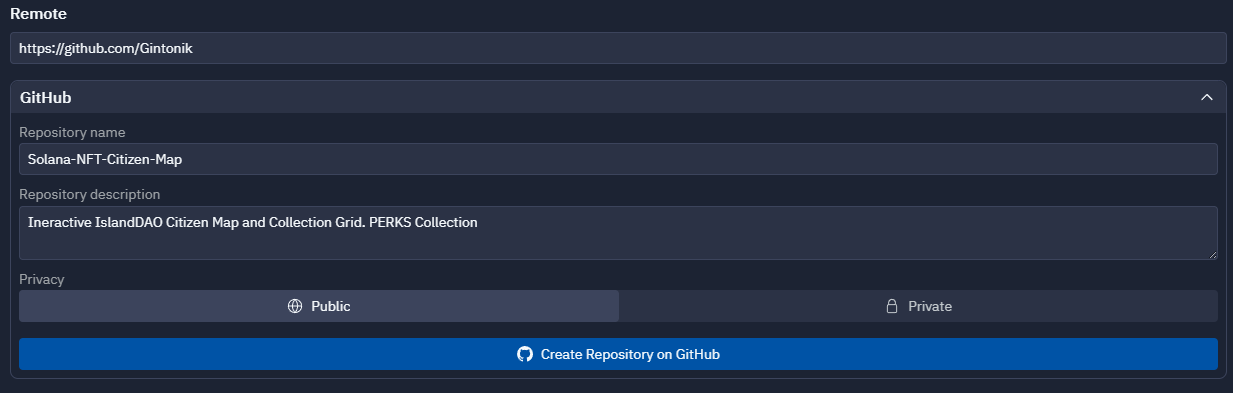 Remote
https://github.com/Gintonik
GitHub
Repository name
Solana-NFT-Citizen-Map
Repository description
Ineractive IslandDAO Citizen Map and Collection Grid. PERKS Collection
Privacy
Public
Private
Create Repository on GitHub